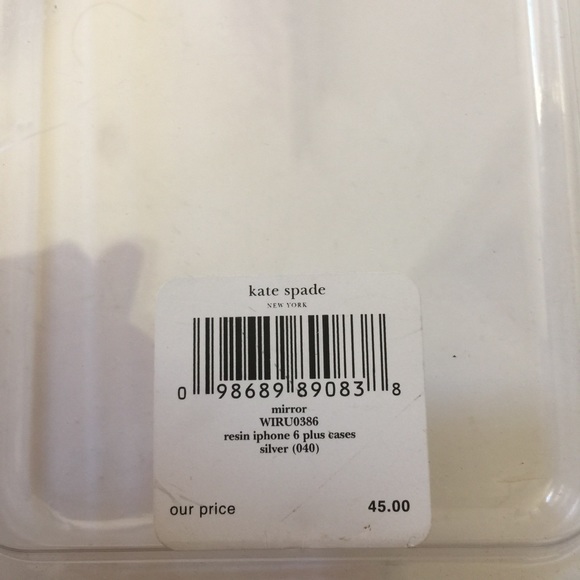 kate spade
NEW YORK
0 98689 89083 8
mirror
WIRU0386
resin iphone 6 plus cases
silver (040)
our price 45.00